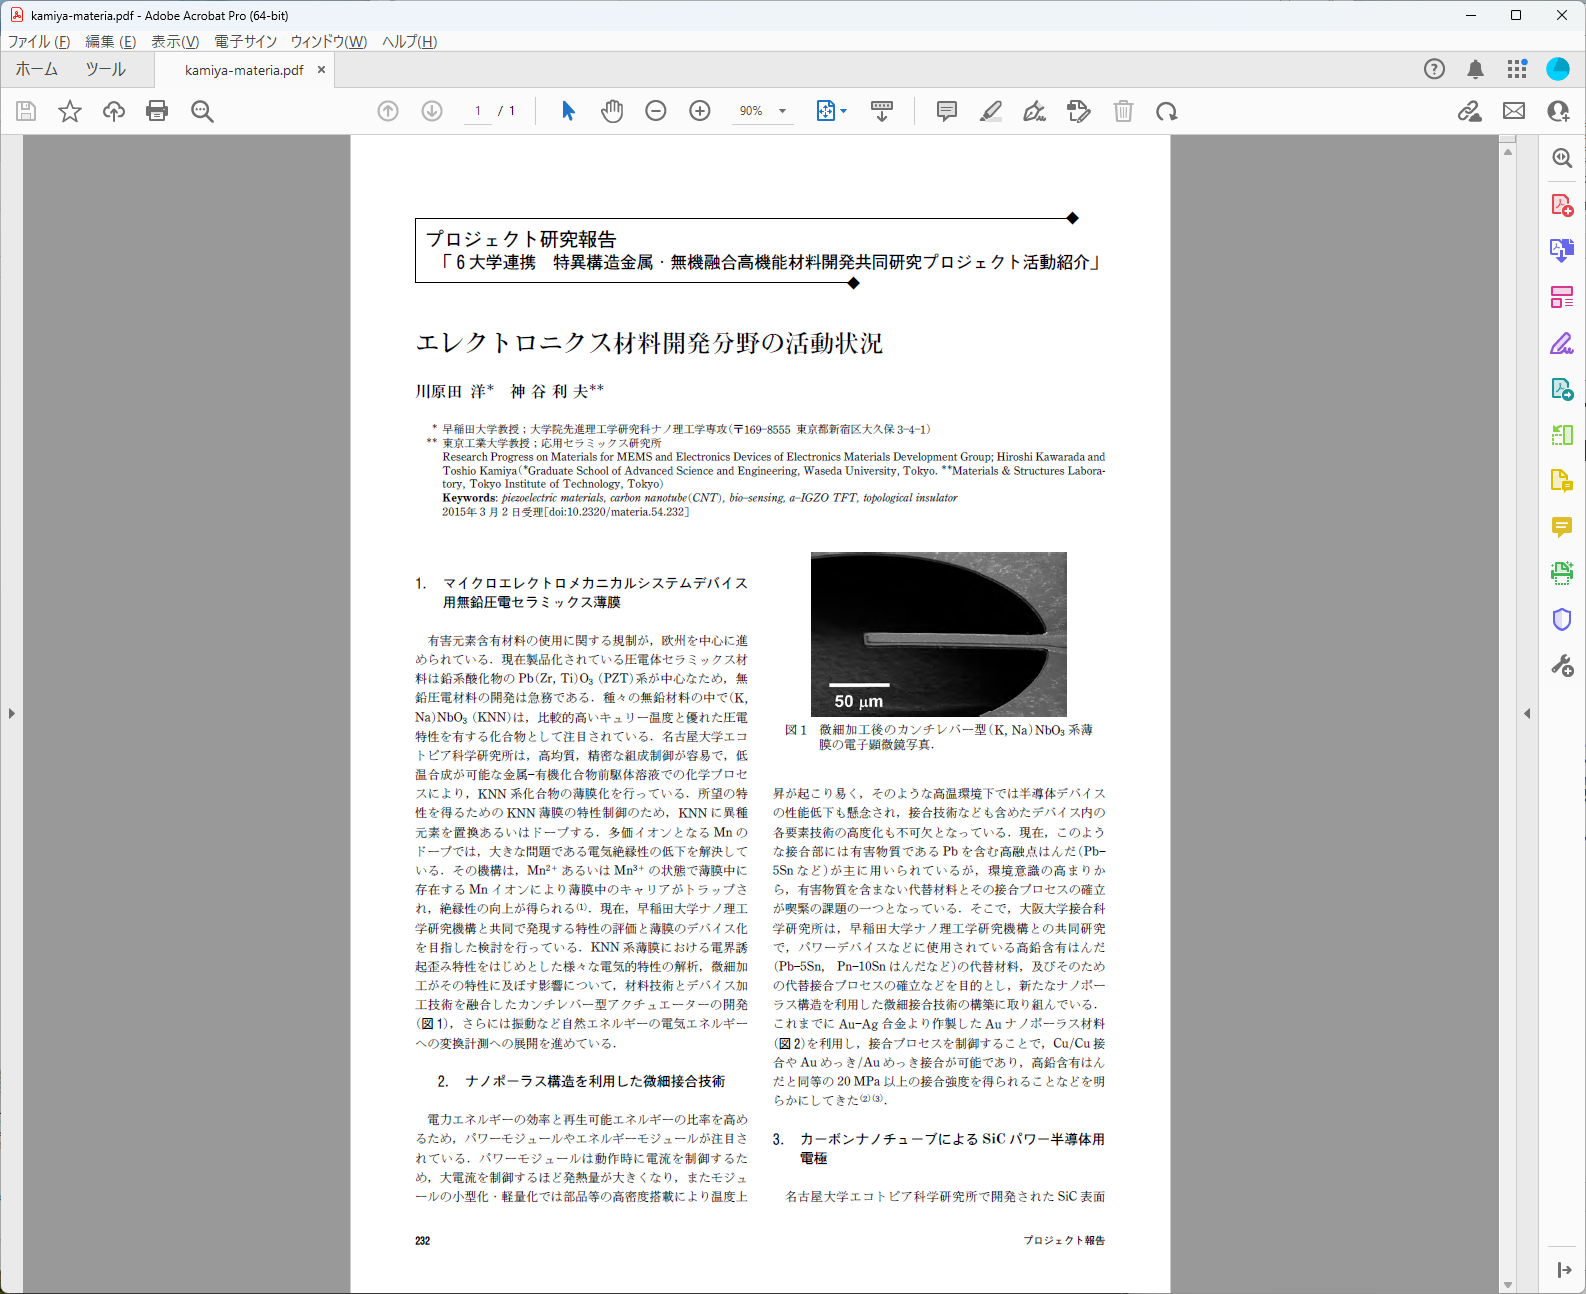 kamiya-materia.pdf - Adobe Acrobat Pro (64-bit)
ファイル (F) 編集 (E) 表示(V) 電子サイン ウィンドウ(W) ヘルプ(H)
ホーム ツール kamiya-materia.pdf ×
1 / 1 90%
プロジェクト研究報告
「６大学連携　特異構造金属・無機融合高機能材料開発共同研究プロジェクト活動紹介」
エレクトロニクス材料開発分野の活動状況
川原田 洋* 神 谷 利 夫**
* 早稲田大学教授；大学院先進理工学研究科ナノ理工学専攻(〒169-8555 東京都新宿区大久保 3-4-1)
** 東京工業大学教授；応用セラミックス研究所
Research Progress on Materials for MEMS and Electronics Devices of Electronics Materials Development Group; Hiroshi Kawarada and
Toshio Kamiya(*Graduate School of Advanced Science and Engineering, Waseda University, Tokyo. **Materials & Structures Labora-
tory, Tokyo Institute of Technology, Tokyo)
Keywords: piezoelectric materials, carbon nanotube(CNT), bio-sensing, a-IGZO TFT, topological insulator
2015年 3 月 2 日受理[doi:10.2320/materia.54.232]
1. マイクロエレクトロメカニカルシステムデバイス
用無鉛圧電セラミックス薄膜
有害元素含有材料の使用に関する規制が，欧州を中心に進
められている．現在製品化されている圧電体セラミックス材
料は鉛系酸化物の Pb(Zr, Ti)O₃ (PZT)系が中心なため，無
鉛圧電材料の開発は急務である．種々の無鉛材料の中で(K,
Na)NbO₃ (KNN)は，比較的高いキュリー温度と優れた圧電
特性を有する化合物として注目されている．名古屋大学エコ
トピア科学研究所は，高均質，精密な組成制御が容易で，低
温合成が可能な金属-有機化合物前駆体溶液での化学プロセ
スにより，KNN 系化合物の薄膜化を行っている．所望の特
性を得るための KNN 薄膜の特性制御のため，KNN に異種
元素を置換あるいはドープする．多価イオンとなる Mn の
ドープでは，大きな問題である電気絶縁性の低下を解決して
いる．その機構は，Mn²⁺ あるいは Mn³⁺ の状態で薄膜中に
存在する Mn イオンにより薄膜中のキャリアがトラップさ
れ，絶縁性の向上が得られる⁽¹⁾．現在，早稲田大学ナノ理工
学研究機構と共同で発現する特性の評価と薄膜のデバイス化
を目指した検討を行っている．KNN 系薄膜における電界誘
起歪み特性をはじめとした様々な電気的特性の解析，微細加
工がその特性に及ぼす影響について，材料技術とデバイス加
工技術を融合したカンチレバー型アクチュエーターの開発
(図 1)，さらには振動など自然エネルギーの電気エネルギー
への変換計測への展開を進めている．
2. ナノポーラス構造を利用した微細接合技術
電力エネルギーの効率と再生可能エネルギーの比率を高め
るため，パワーモジュールやエネルギーモジュールが注目さ
れている．パワーモジュールは動作時に電流を制御するた
め，大電流を制御するほど発熱量が大きくなり，またモジュ
ールの小型化・軽量化では部品等の高密度搭載により温度上
50 μm
図 1 微細加工後のカンチレバー型(K, Na)NbO₃ 系薄
膜の電子顕微鏡写真．
昇が起こり易く，そのような高温環境下では半導体デバイス
の性能低下も懸念され，接合技術なども含めたデバイス内の
各要素技術の高度化も不可欠となっている．現在，このよう
な接合部には有害物質である Pb を含む高融点はんだ(Pb-
5Sn など)が主に用いられているが，環境意識の高まりか
ら，有害物質を含まない代替材料とその接合プロセスの確立
が喫緊の課題の一つとなっている．そこで，大阪大学接合科
学研究所は，早稲田大学ナノ理工学研究機構との共同研究
で，パワーデバイスなどに使用されている高鉛含有はんだ
(Pb-5Sn, Pn-10Sn はんだなど)の代替材料，及びそのため
の代替接合プロセスの確立などを目的とし，新たなナノポー
ラス構造を利用した微細接合技術の構築に取り組んでいる．
これまでに Au-Ag 合金より作製した Au ナノポーラス材料
(図 2)を利用し，接合プロセスを制御することで，Cu/Cu 接
合や Au めっき/Au めっき接合が可能であり，高鉛含有はん
だと同等の 20 MPa 以上の接合強度を得られることなどを明
らかにしてきた⁽²⁾⁽³⁾．
3. カーボンナノチューブによる SiC パワー半導体用
電極
名古屋大学エコトピア科学研究所で開発された SiC 表面
232 プロジェクト報告